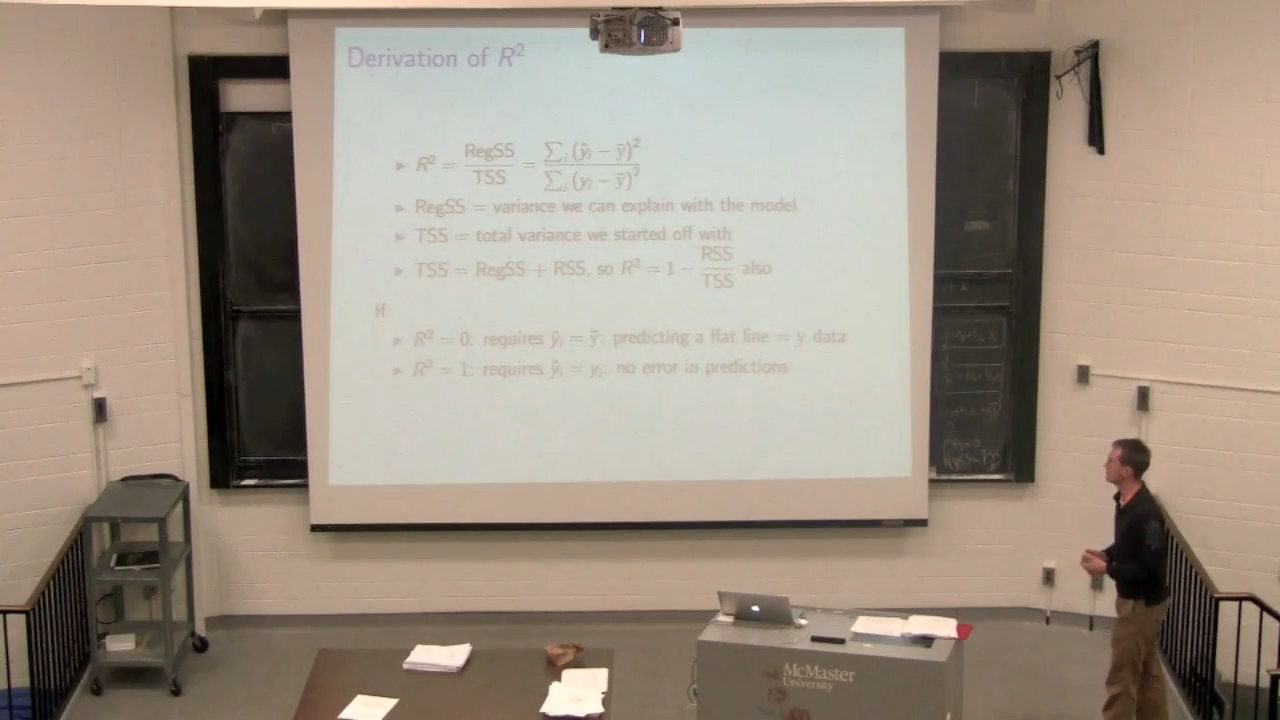 Derivation of R²
▸ R² = RegSS / TSS = ∑ᵢ (ŷᵢ − ȳ)² / ∑ᵢ (yᵢ − ȳ)²
▸ RegSS = variance we can explain with the model
▸ TSS = total variance we started off with
▸ TSS = RegSS + RSS, so R² = 1 − RSS / TSS also
If
▸ R² = 0; requires ŷᵢ = ȳ: predicting a flat line = y data
▸ R² = 1; requires ŷᵢ = yᵢ: no error in predictions
McMaster
University